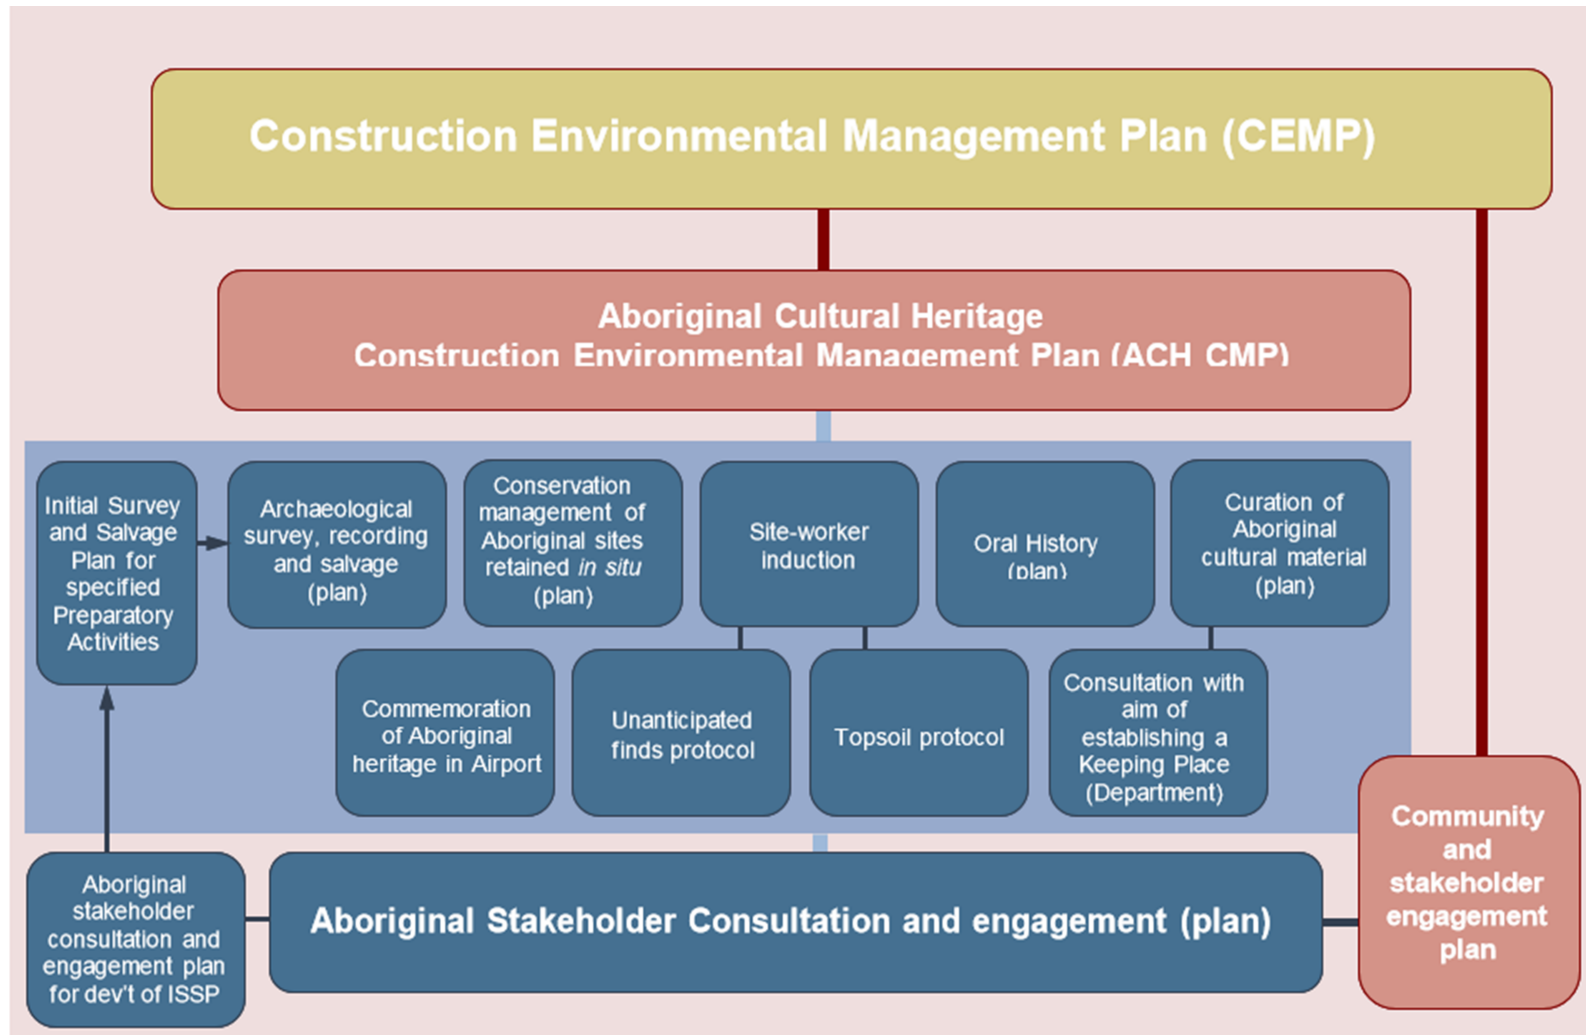 Construction Environmental Management Plan (CEMP)
Aboriginal Cultural Heritage
Construction Environmental Management Plan (ACH CMP)
Initial Survey
and Salvage
Plan for
specified
Preparatory
Activities
Archaeological
survey, recording
and salvage
(plan)
Conservation
management of
Aboriginal sites
retained in situ
(plan)
Site-worker
induction
Oral History
(plan)
Curation of
Aboriginal
cultural material
(plan)
Commemoration
of Aboriginal
heritage in Airport
Unanticipated
finds protocol
Topsoil protocol
Consultation with
aim of
establishing a
Keeping Place
(Department)
Community
and
stakeholder
engagement
plan
Aboriginal
stakeholder
consultation and
engagement plan
for dev't of ISSP
Aboriginal Stakeholder Consultation and engagement (plan)